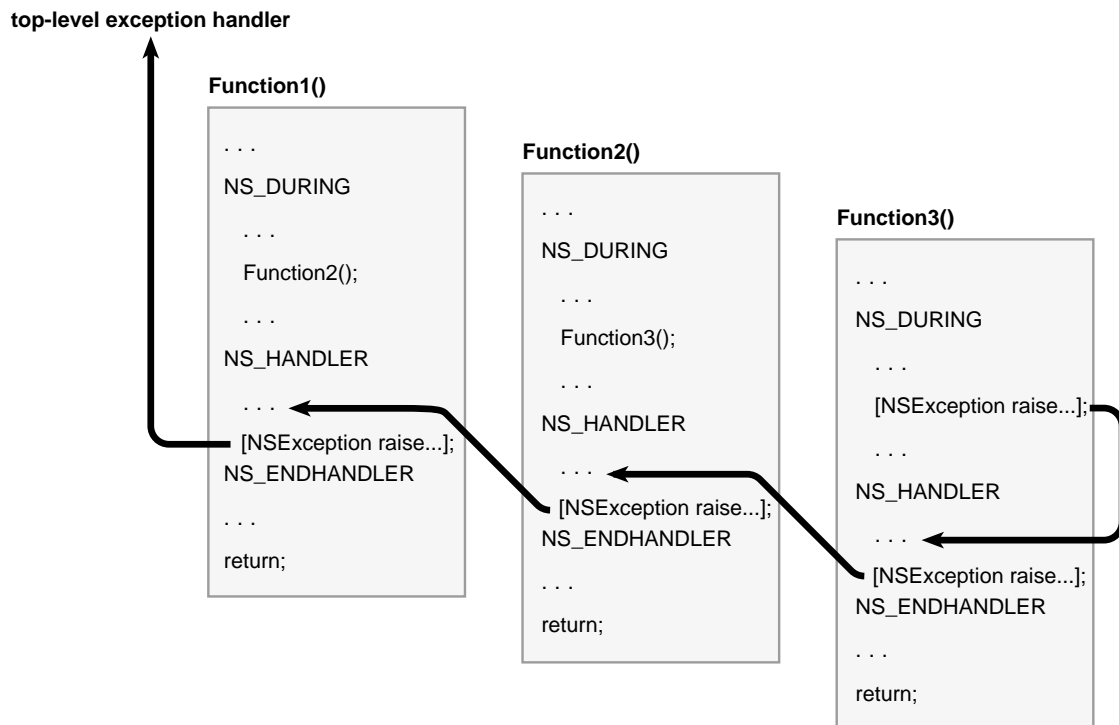 top-level exception handler
Function1()
. . .
NS_DURING
. . .
Function2();
. . .
NS_HANDLER
. . .
[NSException raise...];
NS_ENDHANDLER
. . .
return;
Function2()
. . .
NS_DURING
. . .
Function3();
. . .
NS_HANDLER
. . .
[NSException raise...];
NS_ENDHANDLER
. . .
return;
Function3()
. . .
NS_DURING
. . .
[NSException raise...];
. . .
NS_HANDLER
. . .
[NSException raise...];
NS_ENDHANDLER
. . .
return;